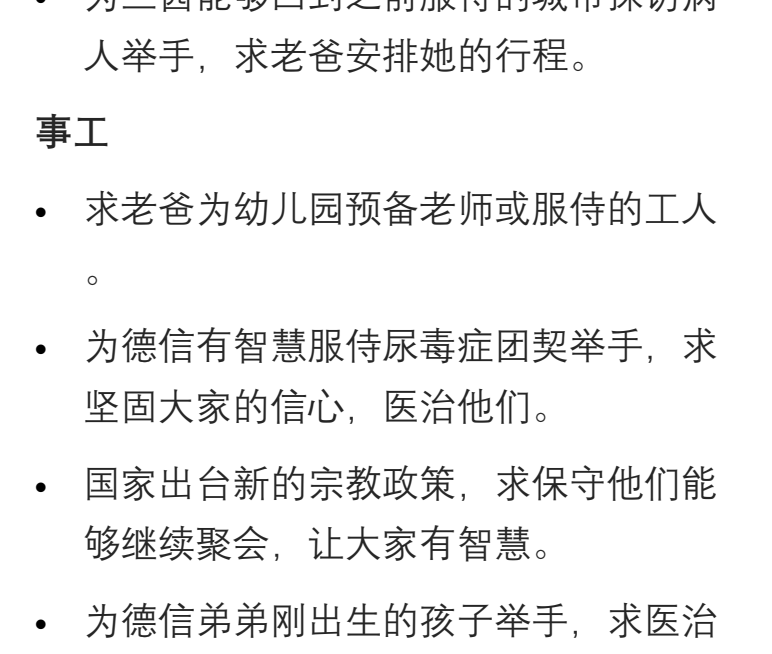 人举手，求老爸安排她的行程。
事工
• 求老爸为幼儿园预备老师或服侍的工人
。
• 为德信有智慧服侍尿毒症团契举手，求
坚固大家的信心，医治他们。
• 国家出台新的宗教政策，求保守他们能
够继续聚会，让大家有智慧。
• 为德信弟弟刚出生的孩子举手，求医治